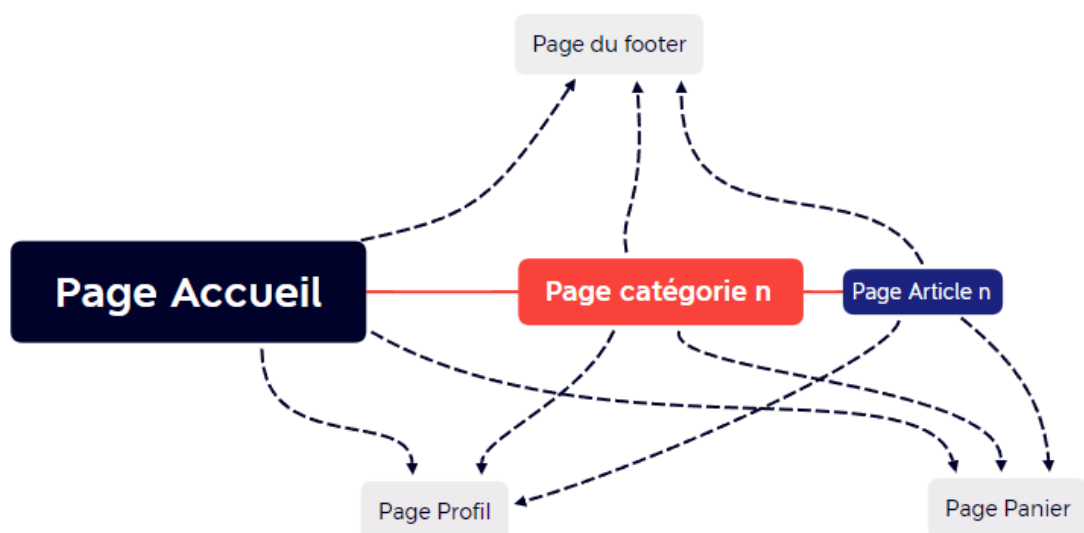 Page du footer
Page Accueil
Page catégorie n
Page Article n
Page Profil
Page Panier